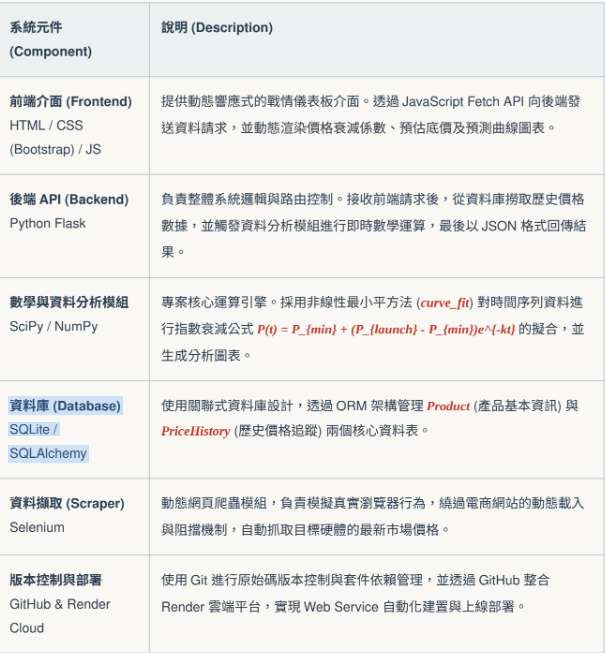 系統元件
(Component)
說明 (Description)
前端介面 (Frontend)
HTML / CSS
(Bootstrap) / JS
提供動態響應式的戰情儀表板介面。透過 JavaScript Fetch API 向後端發
送資料請求，並動態渲染價格衰減係數、預估底價及預測曲線圖表。
後端 API (Backend)
Python Flask
負責整體系統邏輯與路由控制。接收前端請求後，從資料庫撈取歷史價格
數據，並觸發資料分析模組進行即時數學運算，最後以 JSON 格式回傳結
果。
數學與資料分析模組
SciPy / NumPy
專案核心運算引擎。採用非線性最小平方法 (curve_fit) 對時間序列資料進
行指數衰減公式 P(t) = P_{min} + (P_{launch} - P_{min})e^{-kt} 的擬合，並
生成分析圖表。
資料庫 (Database)
SQLite /
SQLAlchemy
使用關聯式資料庫設計，透過 ORM 架構管理 Product (產品基本資訊) 與
PriceHistory (歷史價格追蹤) 兩個核心資料表。
資料擷取 (Scraper)
Selenium
動態網頁爬蟲模組，負責模擬真實瀏覽器行為，繞過電商網站的動態載入
與阻擋機制，自動抓取目標硬體的最新市場價格。
版本控制與部署
GitHub & Render
Cloud
使用 Git 進行原始碼版本控制與套件依賴管理，並透過 GitHub 整合
Render 雲端平台，實現 Web Service 自動化建置與上線部署。